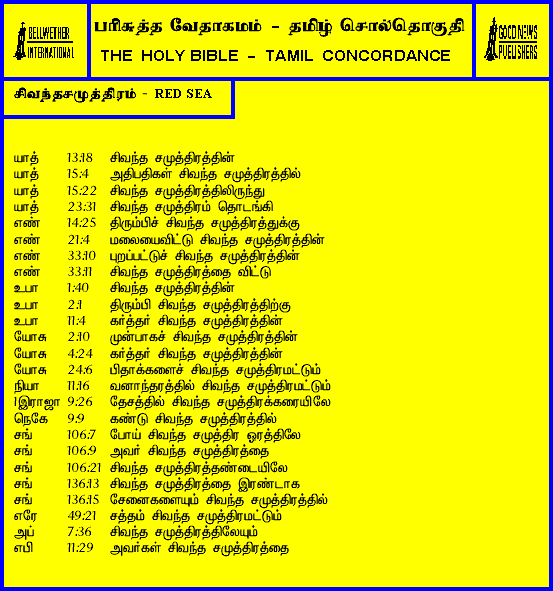 BELLWETHER INTERNATIONAL
பரிசுத்த வேதாகமம் - தமிழ் சொல்தொகுதி
THE HOLY BIBLE - TAMIL CONCORDANCE
GOOD NEWS PUBLISHERS
சிவந்தசமுத்திரம் - RED SEA
யாத் 13:18 சிவந்த சமுத்திரத்தின்
யாத் 15:4 அதிபதிகள் சிவந்த சமுத்திரத்தில்
யாத் 15:22 சிவந்த சமுத்திரத்திலிருந்து
யாத் 23:31 சிவந்த சமுத்திரம் தொடங்கி
எண் 14:25 திரும்பிச் சிவந்த சமுத்திரத்துக்கு
எண் 21:4 மலையைவிட்டு சிவந்த சமுத்திரத்தின்
எண் 33:10 புறப்பட்டுச் சிவந்த சமுத்திரத்தின்
எண் 33:11 சிவந்த சமுத்திரத்தை விட்டு
உபா 1:40 சிவந்த சமுத்திரத்தின்
உபா 2:1 திரும்பி சிவந்த சமுத்திரத்திற்கு
உபா 11:4 கர்த்தர் சிவந்த சமுத்திரத்தின்
யோசு 2:10 முன்பாகச் சிவந்த சமுத்திரத்தின்
யோசு 4:24 கர்த்தர் சிவந்த சமுத்திரத்தின்
யோசு 24:6 பிதாக்களைச் சிவந்த சமுத்திரமட்டும்
நியா 11:16 வனாந்தரத்தில் சிவந்த சமுத்திரமட்டும்
1இராஜா 9:26 தேசத்தில் சிவந்த சமுத்திரக்கரையிலே
நெகே 9:9 கண்டு சிவந்த சமுத்திரத்தில்
சங் 106:7 போய் சிவந்த சமுத்திர ஓரத்திலே
சங் 106:9 அவர் சிவந்த சமுத்திரத்தை
சங் 106:21 சிவந்த சமுத்திரத்தண்டையிலே
சங் 136:13 சிவந்த சமுத்திரத்தை இரண்டாக
சங் 136:15 சேனைகளையும் சிவந்த சமுத்திரத்தில்
எரே 49:21 சத்தம் சிவந்த சமுத்திரமட்டும்
அப் 7:36 சிவந்த சமுத்திரத்திலேயும்
எபி 11:29 அவர்கள் சிவந்த சமுத்திரத்தை